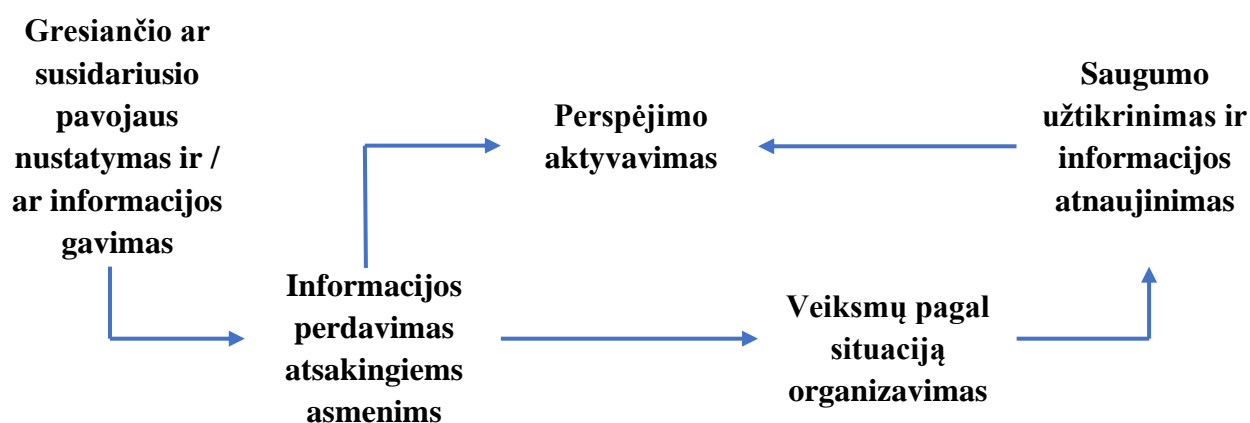 Gresiančio ar
susidariusio
pavojaus
nustatymas ir /
ar informacijos
gavimas
Informacijos
perdavimas
atsakingiems
asmenims
Perspėjimo
aktyvavimas
Veiksmų pagal
situaciją
organizavimas
Saugumo
užtikrinimas ir
informacijos
atnaujinimas